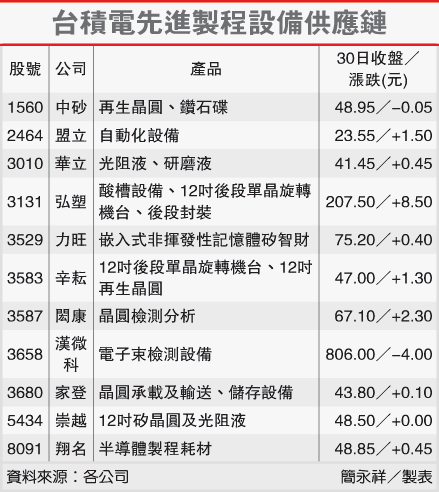 台積電先進製程設備供應鏈
股號 公司 產品 30日收盤／漲跌(元)
1560 中砂 再生晶圓、鑽石碟 48.95／−0.05
2464 盟立 自動化設備 23.55／+1.50
3010 華立 光阻液、研磨液 41.45／+0.45
3131 弘塑 酸槽設備、12吋後段單晶旋轉機台、後段封裝 207.50／+8.50
3529 力旺 嵌入式非揮發性記憶體矽智財 75.20／+0.40
3583 辛耘 12吋後段單晶旋轉機台、12吋再生晶圓 47.00／+1.30
3587 閎康 晶圓檢測分析 67.10／+2.30
3658 漢微科 電子束檢測設備 806.00／−4.00
3680 家登 晶圓承載及輸送、儲存設備 43.80／+0.10
5434 崇越 12吋矽晶圓及光阻液 48.50／+0.00
8091 翔名 半導體製程耗材 48.85／+0.45
資料來源：各公司 簡永祥／製表